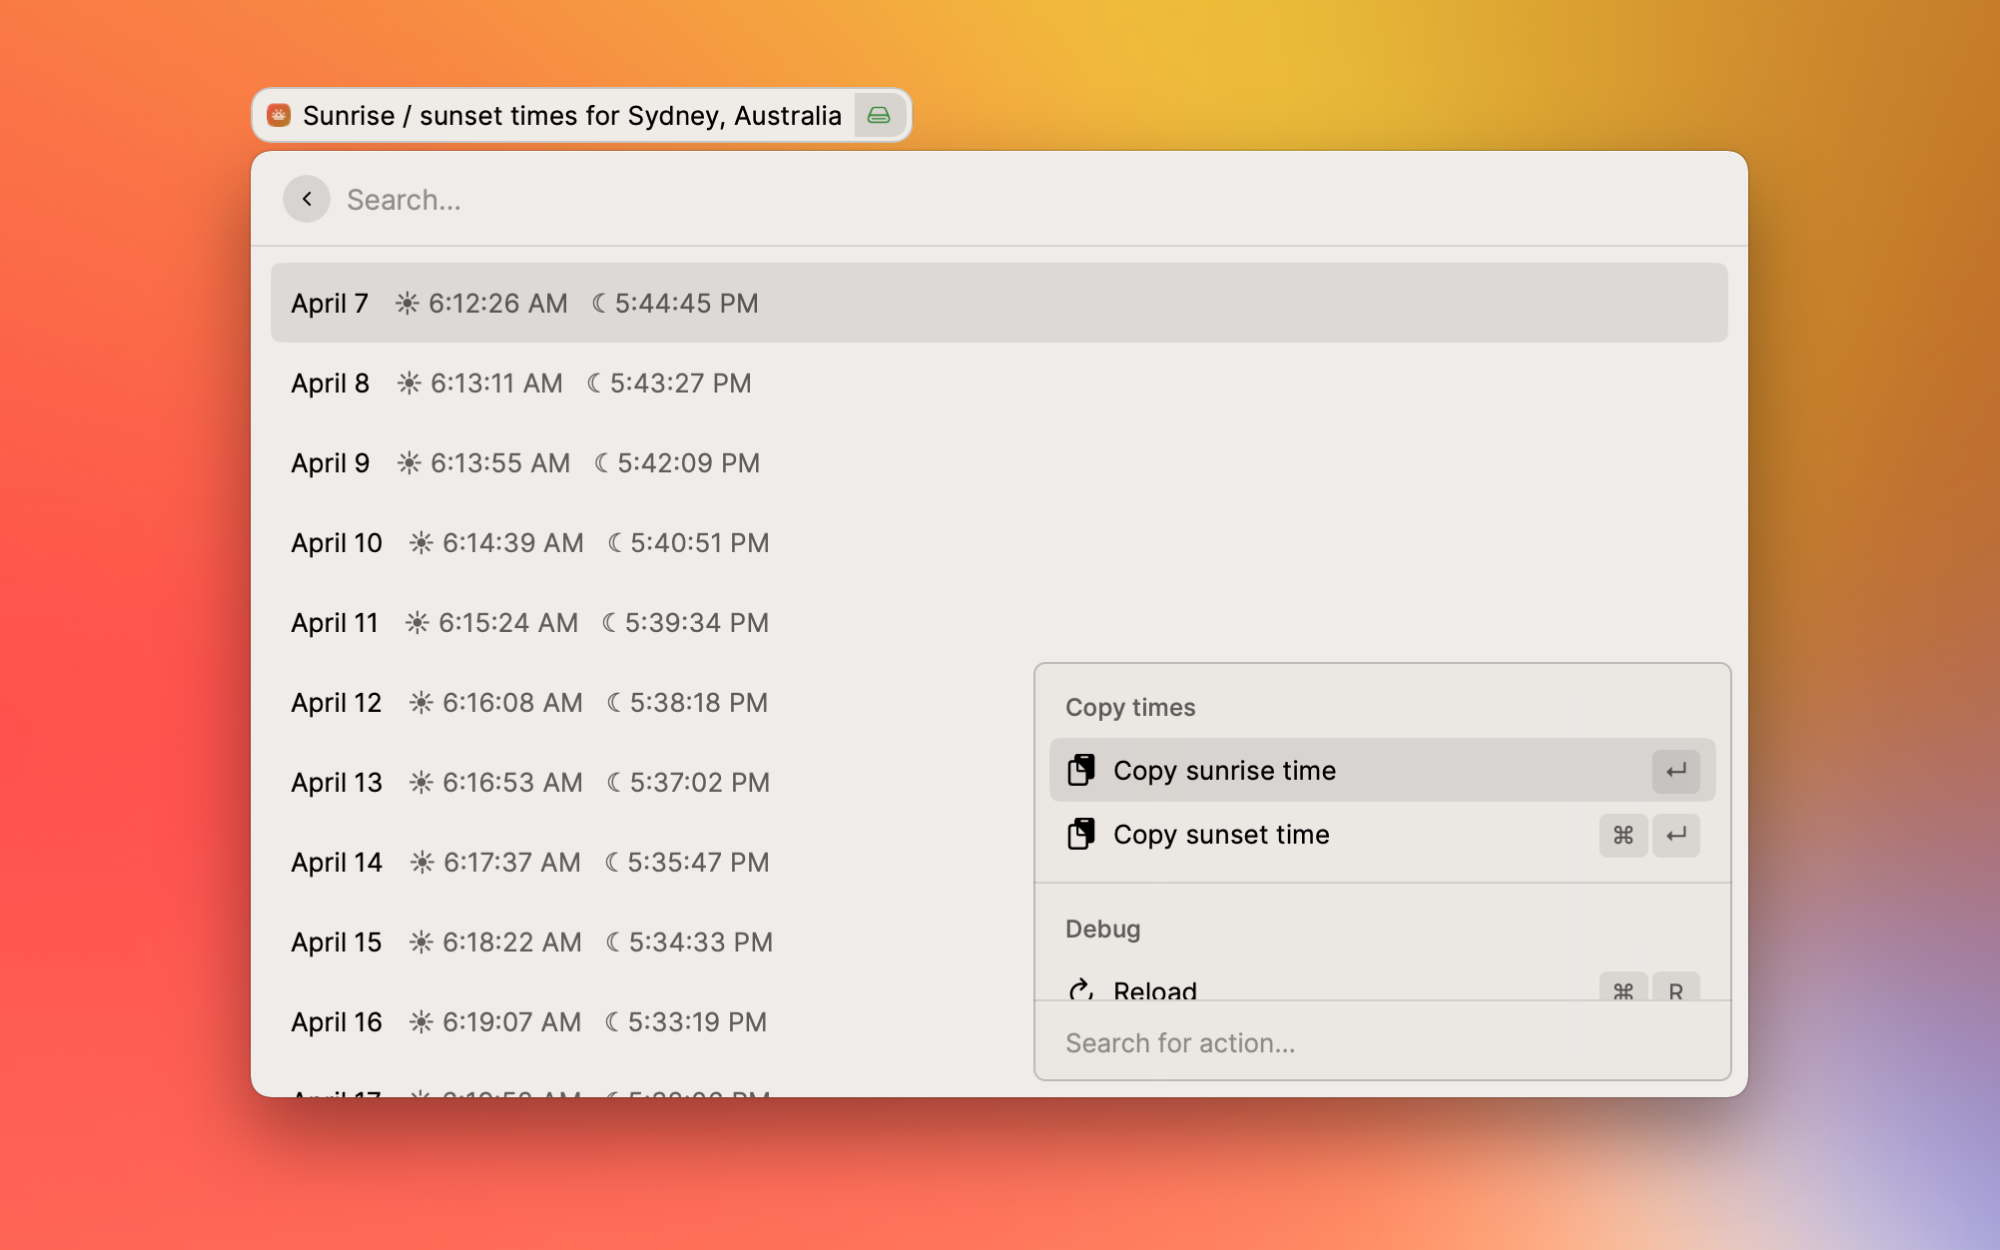 Sunrise / sunset times for Sydney, Australia
Search...
April 7 6:12:26 AM 5:44:45 PM
April 8 6:13:11 AM 5:43:27 PM
April 9 6:13:55 AM 5:42:09 PM
April 10 6:14:39 AM 5:40:51 PM
April 11 6:15:24 AM 5:39:34 PM
April 12 6:16:08 AM 5:38:18 PM
April 13 6:16:53 AM 5:37:02 PM
April 14 6:17:37 AM 5:35:47 PM
April 15 6:18:22 AM 5:34:33 PM
April 16 6:19:07 AM 5:33:19 PM
April 17
Copy times
Copy sunrise time ↵
Copy sunset time ⌘ ↵
Debug
Reload ⌘ R
Search for action...